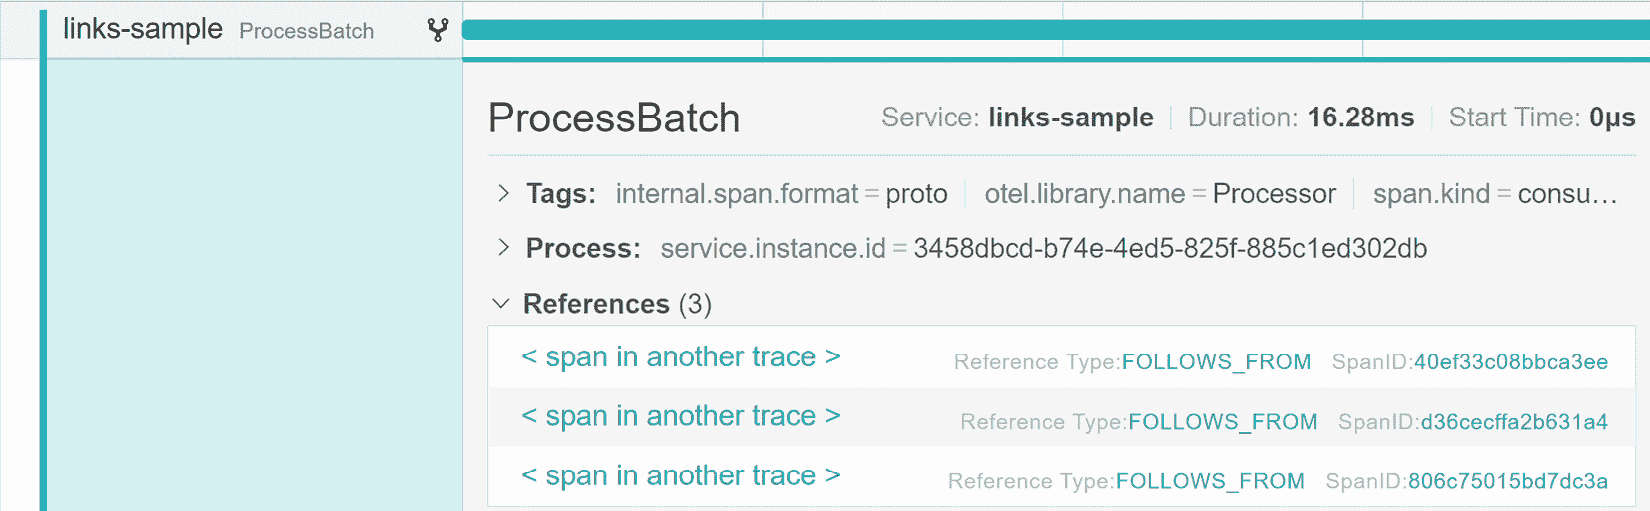 links-sample ProcessBatch
ProcessBatch Service: links-sample Duration: 16.28ms Start Time: 0μs
Tags: internal.span.format = proto otel.library.name = Processor span.kind = consu…
Process: service.instance.id = 3458dbcd-b74e-4ed5-825f-885c1ed302db
References (3)
< span in another trace > Reference Type:FOLLOWS_FROM SpanID:40ef33c08bbca3ee
< span in another trace > Reference Type:FOLLOWS_FROM SpanID:d36cecffa2b631a4
< span in another trace > Reference Type:FOLLOWS_FROM SpanID:806c75015bd7dc3a